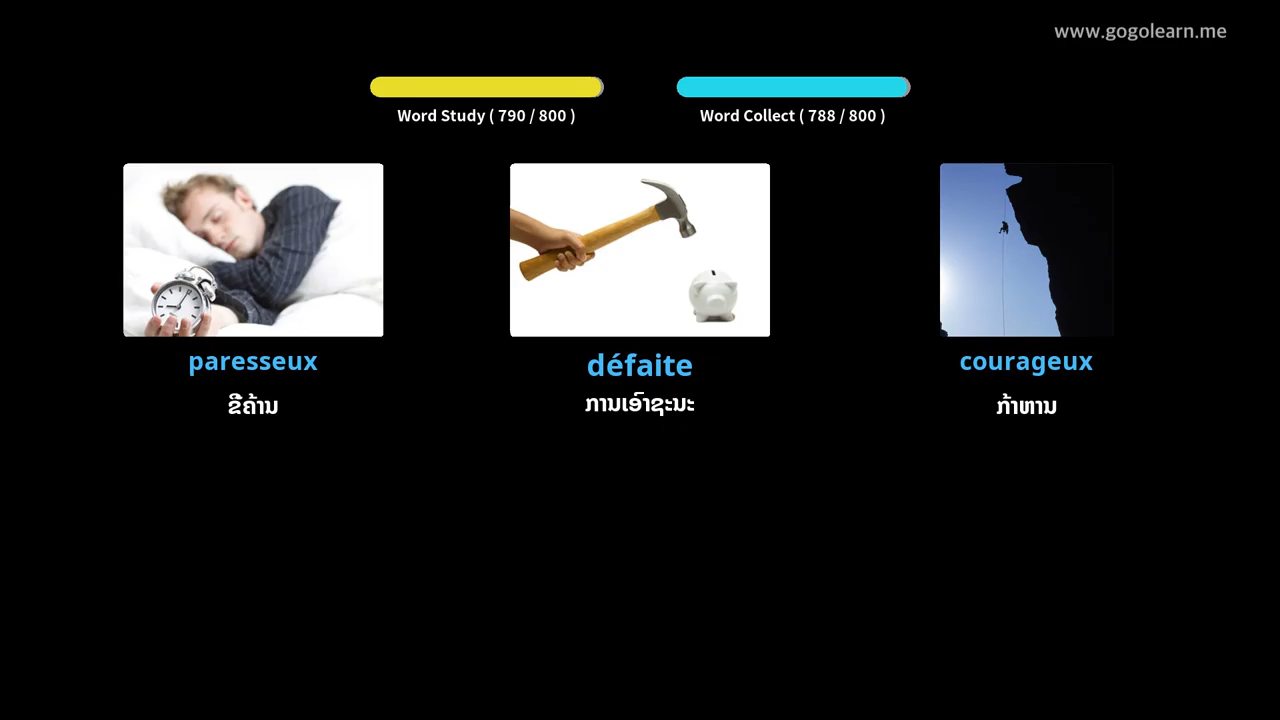 www.gogolearn.me
Word Study ( 790 / 800 )
Word Collect ( 788 / 800 )
paresseux
défaite
courageux
ຂີ້ຄ້ານ
ການເອົາຊະນະ
ກ້າຫານ